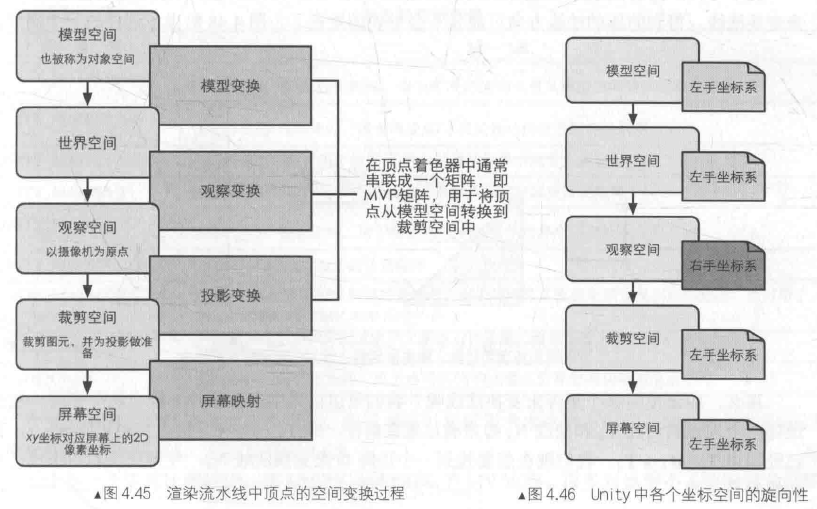 模型空间
也被称为对象空间
模型变换
世界空间
观察变换
观察空间
以摄像机为原点
投影变换
裁剪空间
裁剪图元、并为投影做准
备
屏幕映射
屏幕空间
xy坐标对应屏幕上的2D
像素坐标
在顶点着色器中通常
串联成一个矩阵，即
MVP矩阵，用于将顶
点从模型空间转换到
裁剪空间中
▲图 4.45 渲染流水线中顶点的空间变换过程
模型空间
左手坐标系
世界空间
左手坐标系
观察空间
右手坐标系
裁剪空间
左手坐标系
屏幕空间
左手坐标系
▲图 4.46 Unity 中各个坐标空间的旋向性